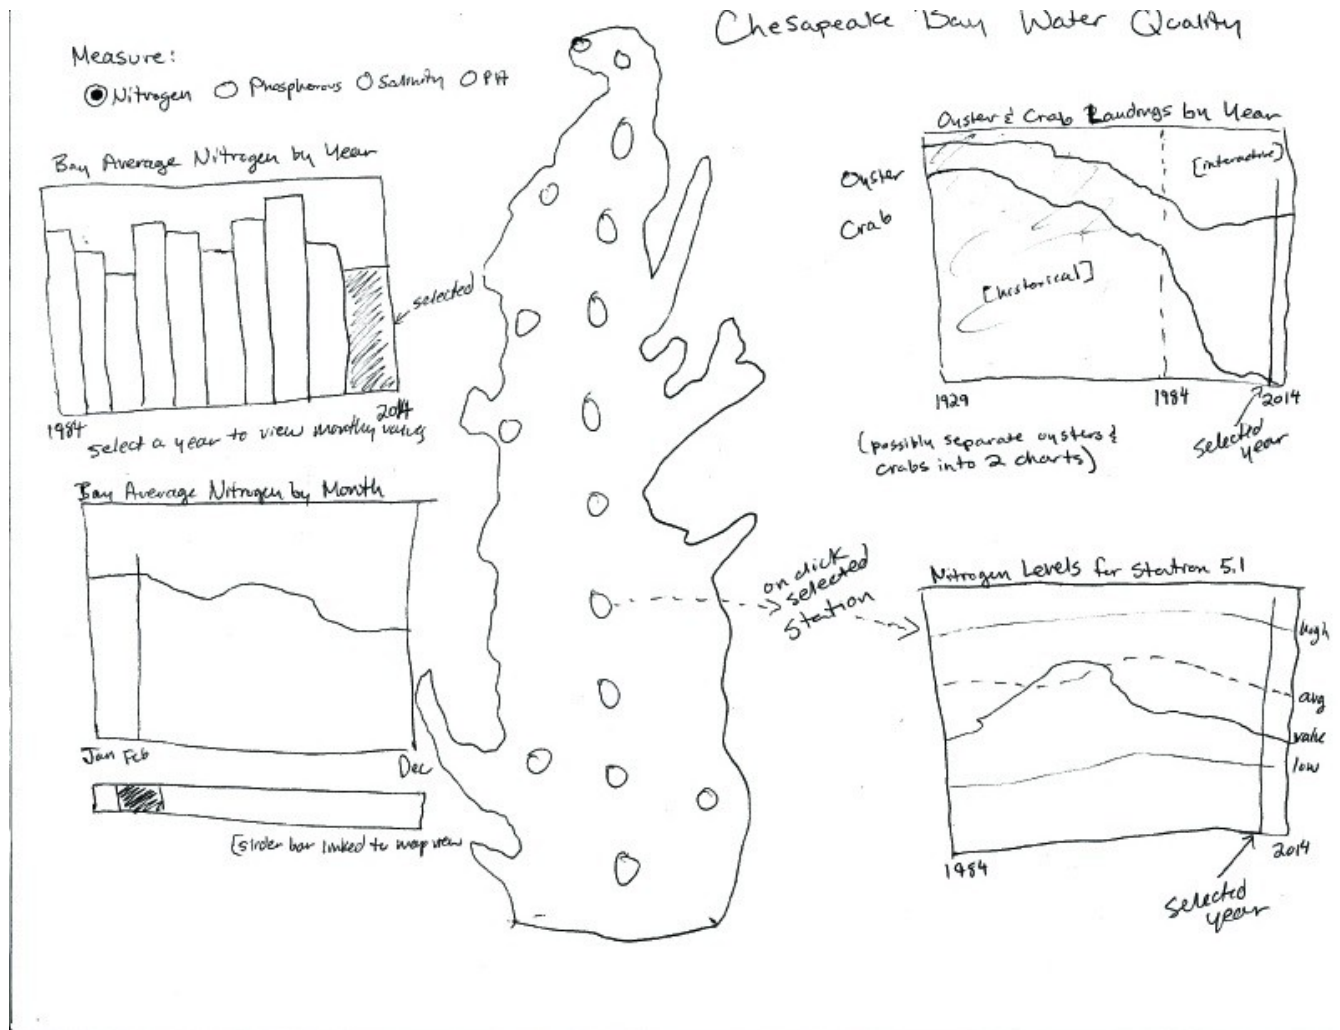 Chesapeake Bay Water Quality
Measure:
Nitrogen Phosphorous Salinity PH
Bay Average Nitrogen by Year
selected
1984 2014
select a year to view monthly values
Bay Average Nitrogen by Month
Jan Feb
Dec
[slider bar linked to map view
Oyster & Crab Landings by Year
Oyster
Crab
[interactive]
[historical]
1929 1984 2014
selected
year
(possibly separate oysters &
crabs into 2 charts)
on click
selected
station
Nitrogen Levels for Station 5.1
high
avg
value
low
1984 2014
selected
year